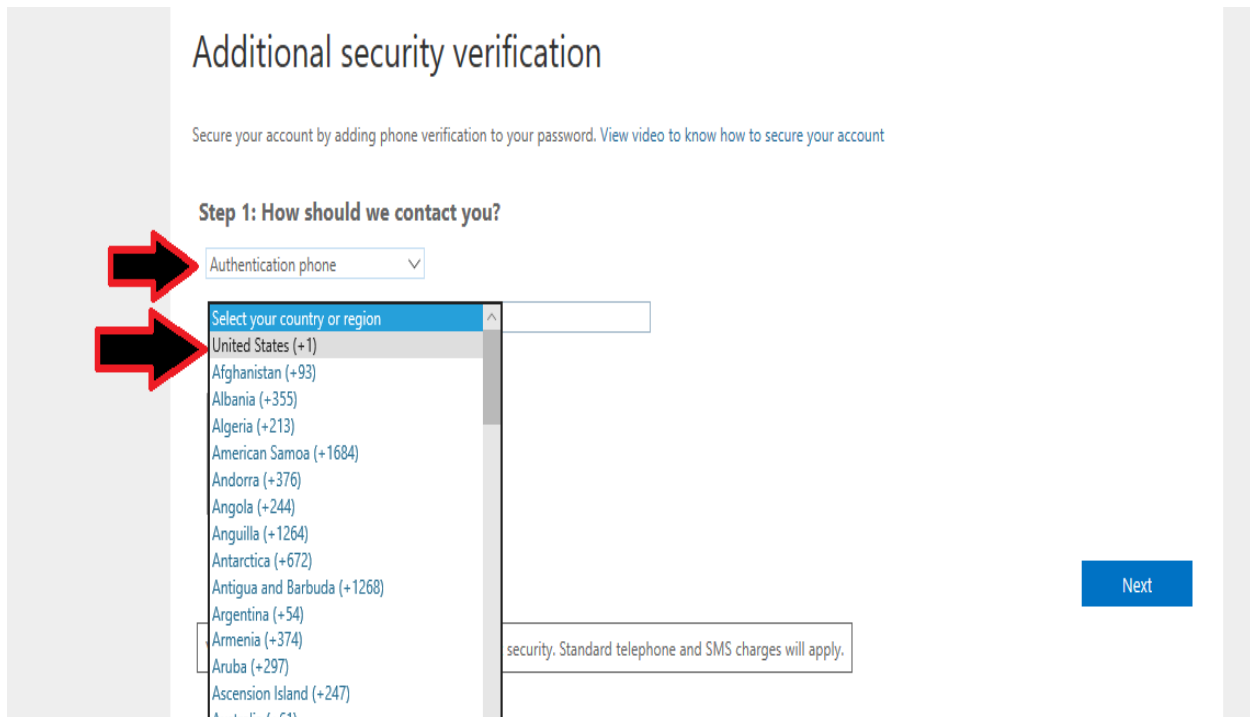 Additional security verification
Secure your account by adding phone verification to your password. View video to know how to secure your account
Step 1: How should we contact you?
Authentication phone
Select your country or region
United States (+1)
Afghanistan (+93)
Albania (+355)
Algeria (+213)
American Samoa (+1684)
Andorra (+376)
Angola (+244)
Anguilla (+1264)
Antarctica (+672)
Antigua and Barbuda (+1268)
Next
Argentina (+54)
Armenia (+374)
security. Standard telephone and SMS charges will apply.
Aruba (+297)
Ascension Island (+247)